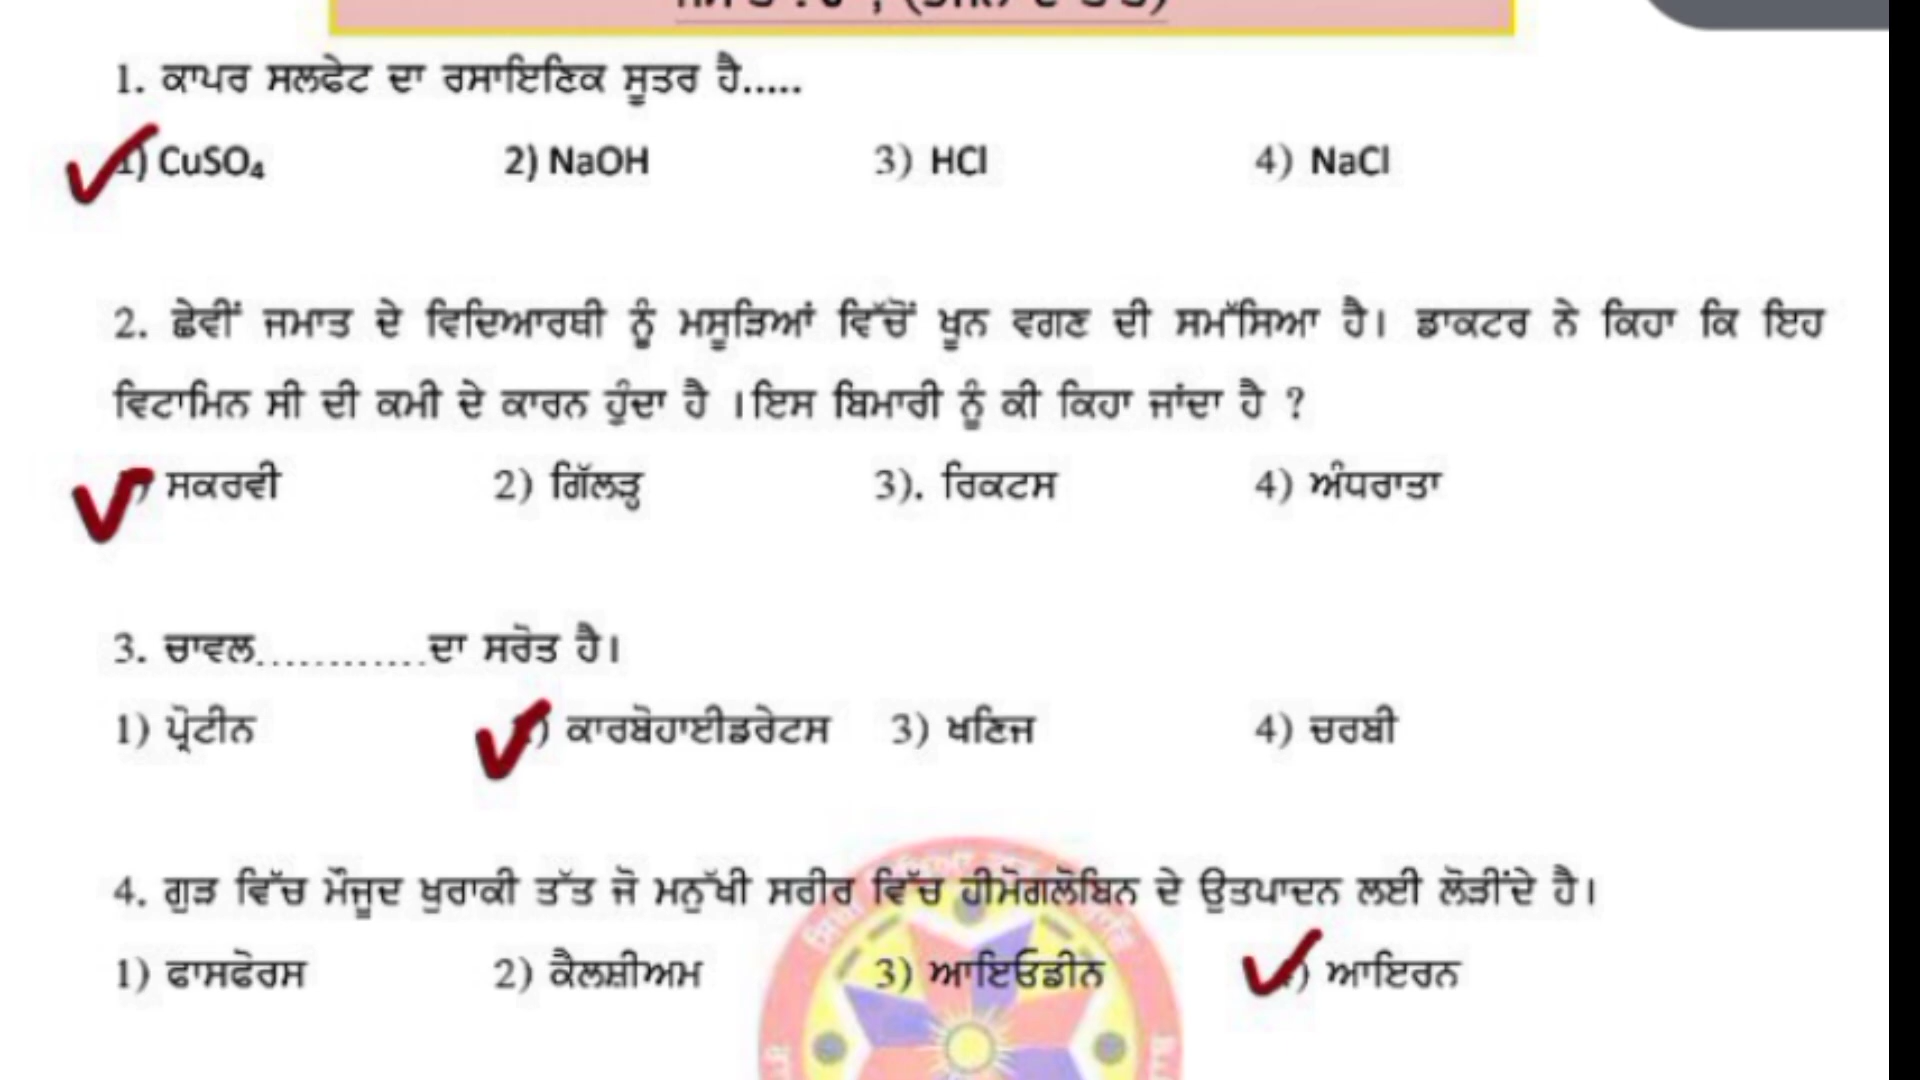 1. ਕਾਪਰ ਸਲਫੇਟ ਦਾ ਰਸਾਇਣਿਕ ਸੂਤਰ ਹੈ.....
1) CuSO₄ 2) NaOH 3) HCl 4) NaCl
2. ਛੇਵੀਂ ਜਮਾਤ ਦੇ ਵਿਦਿਆਰਥੀ ਨੂੰ ਮਸੂੜਿਆਂ ਵਿੱਚੋਂ ਖੂਨ ਵਗਣ ਦੀ ਸਮੱਸਿਆ ਹੈ। ਡਾਕਟਰ ਨੇ ਕਿਹਾ ਕਿ ਇਹ
ਵਿਟਾਮਿਨ ਸੀ ਦੀ ਕਮੀ ਦੇ ਕਾਰਨ ਹੁੰਦਾ ਹੈ ।ਇਸ ਬਿਮਾਰੀ ਨੂੰ ਕੀ ਕਿਹਾ ਜਾਂਦਾ ਹੈ ?
) ਸਕਰਵੀ 2) ਗਿੱਲੜ੍ਹ 3). ਰਿਕਟਸ 4) ਅੰਧਰਾਤਾ
3. ਚਾਵਲ............ਦਾ ਸਰੋਤ ਹੈ।
1) ਪ੍ਰੋਟੀਨ ) ਕਾਰਬੋਹਾਈਡਰੇਟਸ 3) ਖਣਿਜ 4) ਚਰਬੀ
4. ਗੁੜ ਵਿੱਚ ਮੌਜੂਦ ਖੁਰਾਕੀ ਤੱਤ ਜੋ ਮਨੁੱਖੀ ਸਰੀਰ ਵਿੱਚ ਹੀਮੋਗਲੋਬਿਨ ਦੇ ਉਤਪਾਦਨ ਲਈ ਲੋੜੀਂਦੇ ਹੈ।
1) ਫਾਸਫੋਰਸ 2) ਕੈਲਸ਼ੀਅਮ 3) ਆਇਓਡੀਨ ) ਆਇਰਨ